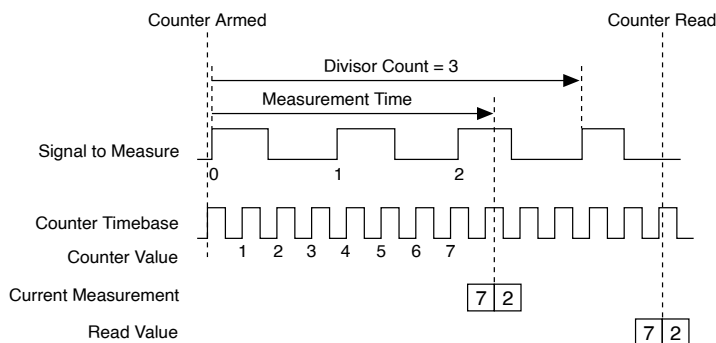 Counter Armed Counter Read
Divisor Count = 3
Measurement Time
Signal to Measure
0 1 2
Counter Timebase
1 2 3 4 5 6 7
Counter Value
Current Measurement
7 2
Read Value
7 2